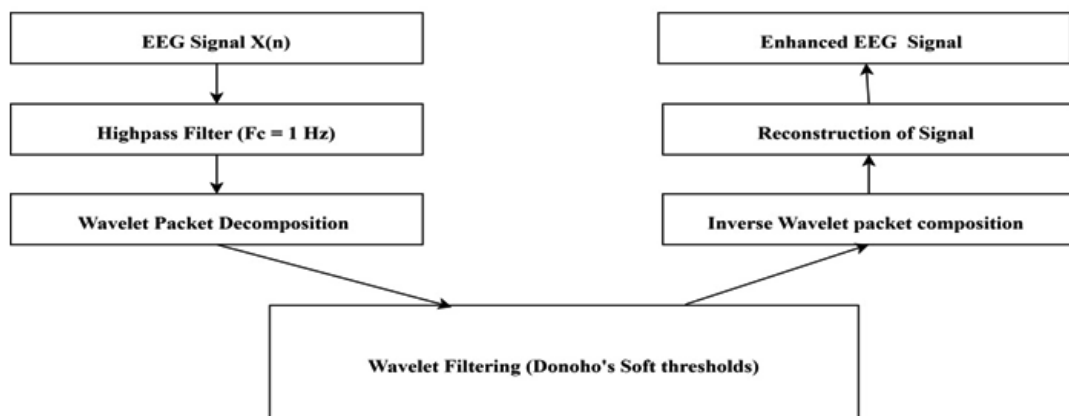 EEG Signal X(n)
Highpass Filter (Fc = 1 Hz)
Wavelet Packet Decomposition
Wavelet Filtering (Donoho's Soft thresholds)
Inverse Wavelet packet composition
Reconstruction of Signal
Enhanced EEG Signal